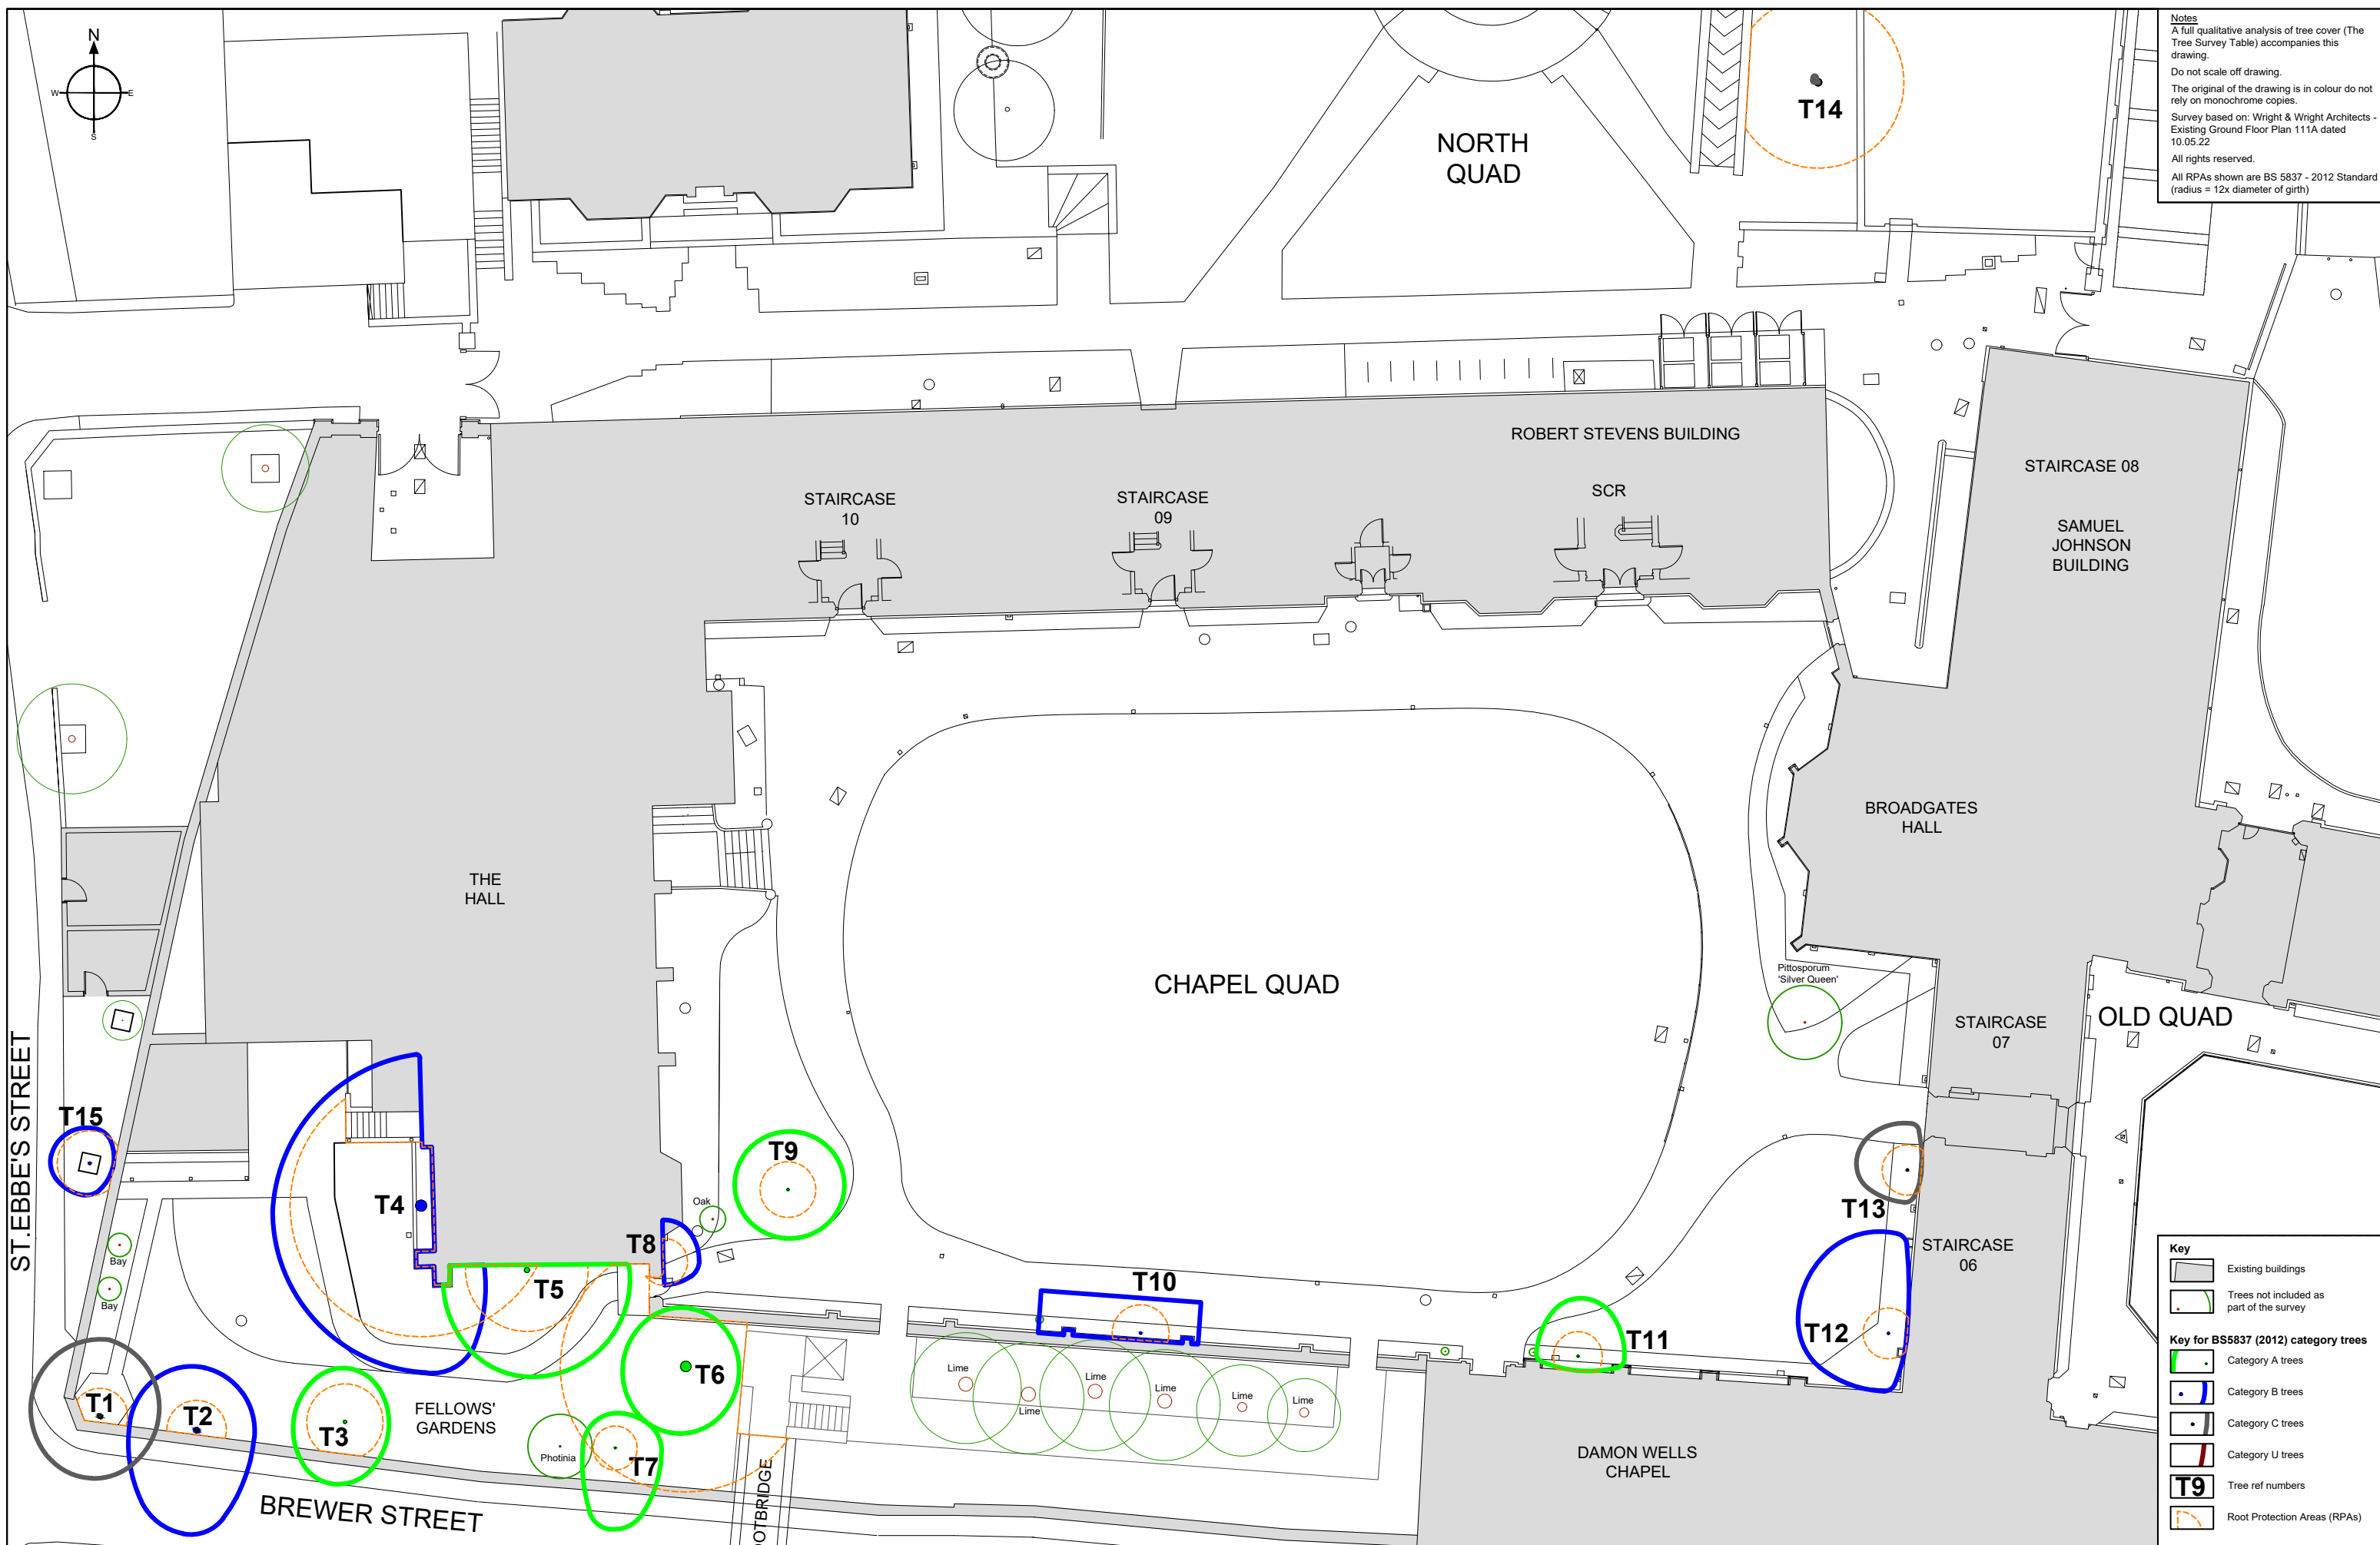 N
W
E
S
Notes
A full qualitative analysis of tree cover (The
Tree Survey Table) accompanies this
drawing.
Do not scale off drawing.
The original of the drawing is in colour do not
rely on monochrome copies.
Survey based on: Wright & Wright Architects -
Existing Ground Floor Plan 111A dated
10.05.22
All rights reserved.
All RPAs shown are BS 5837 - 2012 Standard
(radius = 12x diameter of girth)
T14
NORTH
QUAD
ROBERT STEVENS BUILDING
STAIRCASE
10
STAIRCASE
09
SCR
STAIRCASE 08
SAMUEL
JOHNSON
BUILDING
THE
HALL
BROADGATES
HALL
CHAPEL QUAD
Pittosporum
'Silver Queen'
STAIRCASE
07
OLD QUAD
ST.EBBE'S STREET
T15
T4
T9
Oak
T8
T13
STAIRCASE
06
Bay
Bay
T5
T10
T11
T12
T6
T1
T2
T3
FELLOWS'
GARDENS
Photinia
T7
Lime
Lime
Lime
Lime
Lime
Lime
DAMON WELLS
CHAPEL
BREWER STREET
OTBRIDGE
Key
Existing buildings
Trees not included as
part of the survey
Key for BS5837 (2012) category trees
Category A trees
Category B trees
Category C trees
Category U trees
T9
Tree ref numbers
Root Protection Areas (RPAs)